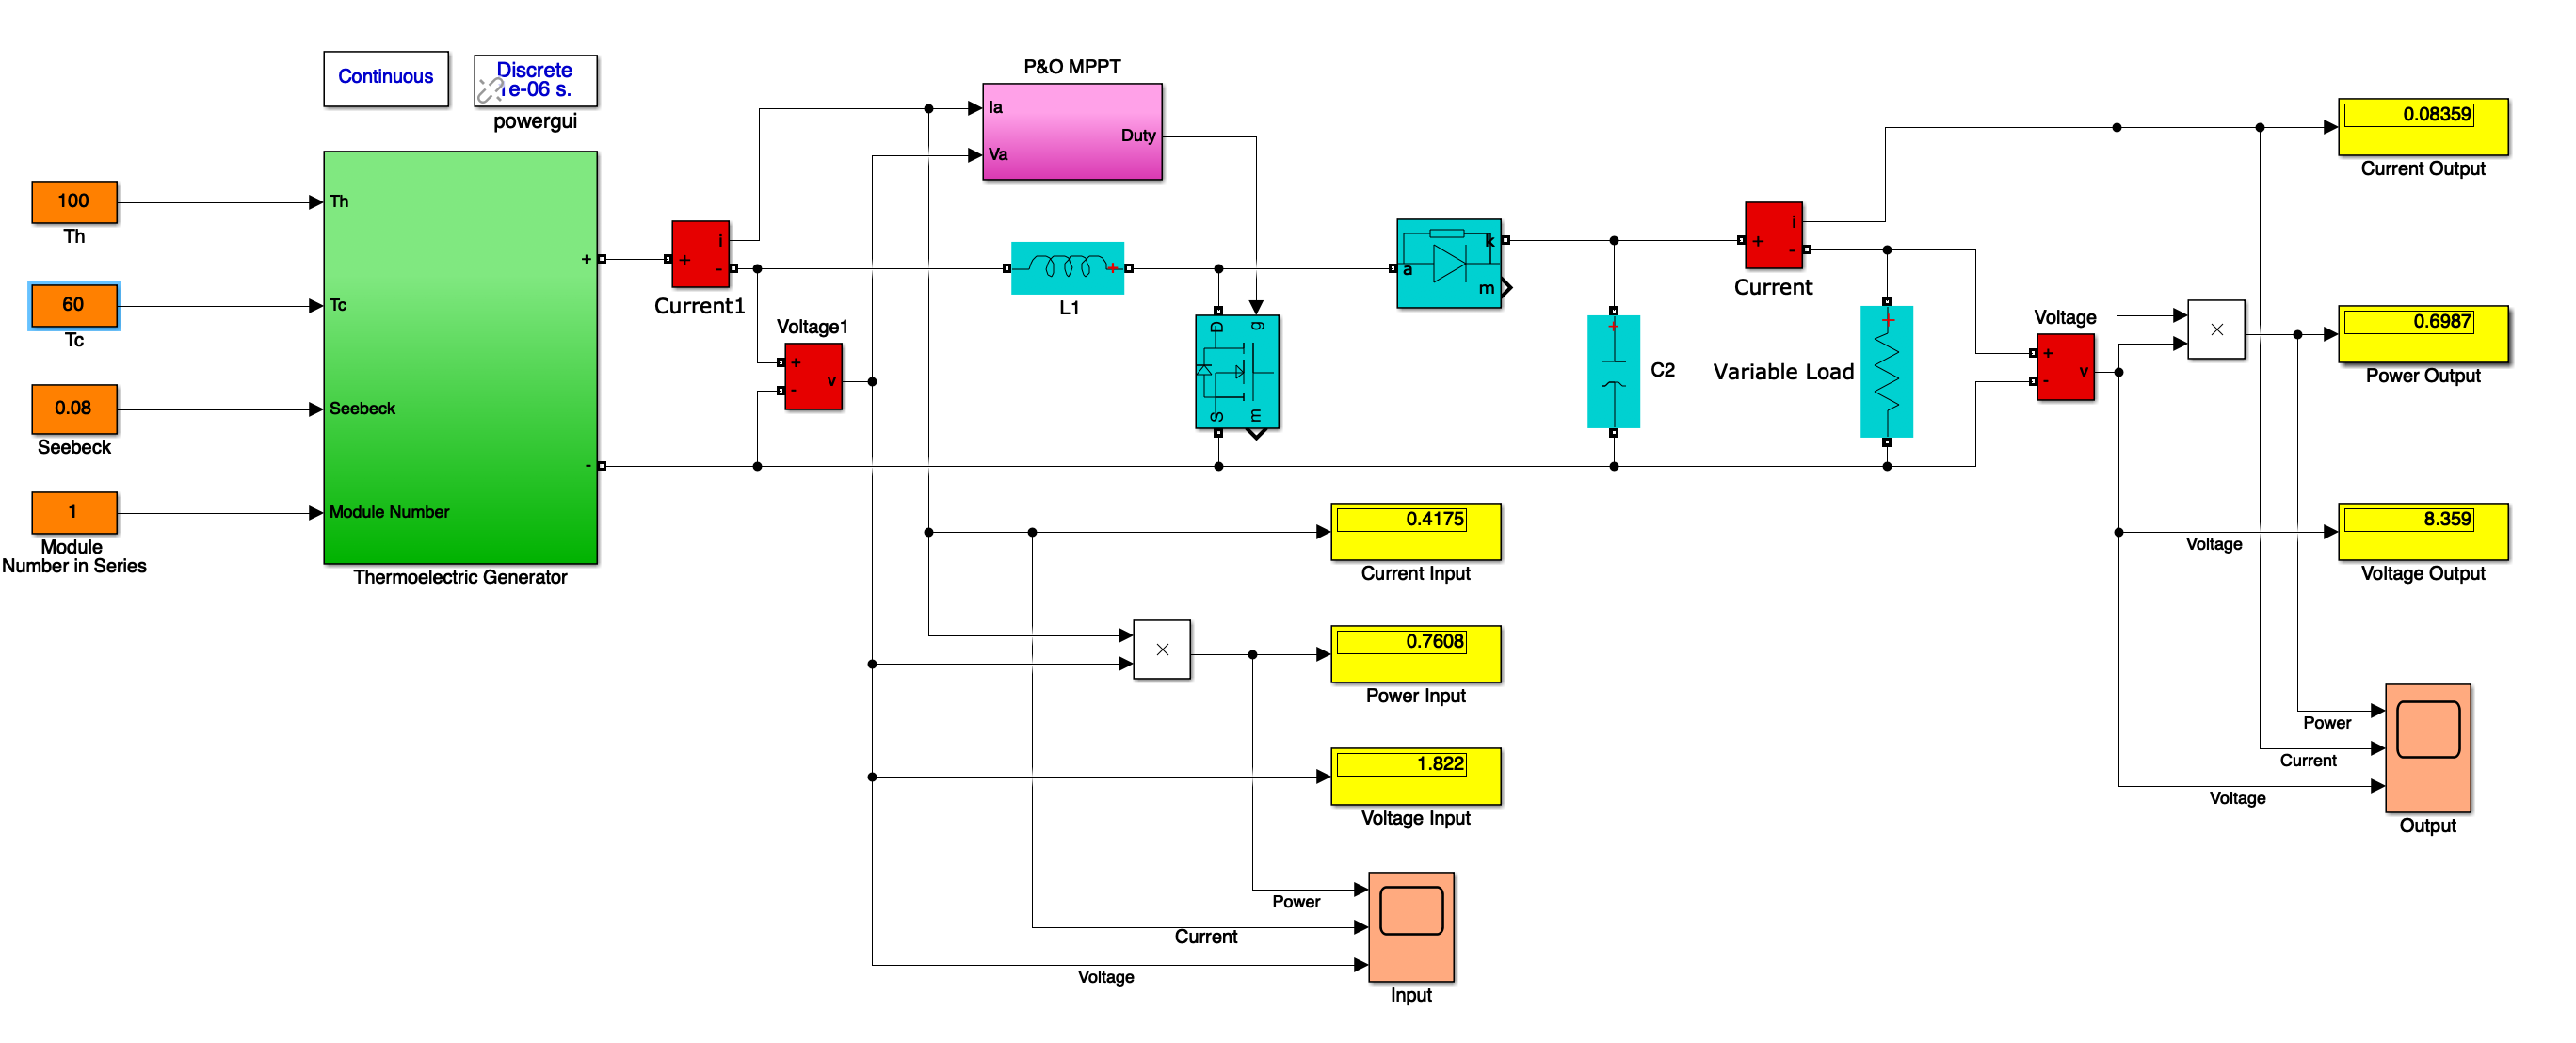 Continuous
Discrete
1e-06 s.
powergui
P&O MPPT
Ia
Va
Duty
100
Th
60
Tc
0.08
Seebeck
1
Module
Number in Series
Th
Tc
Seebeck
Module Number
+
-
Thermoelectric Generator
i
+
-
Current1
Voltage1
+
-
v
+
L1
D
g
S
m
a
k
m
+
C2
i
+
-
Current
+
Variable Load
Voltage
+
-
v
×
0.08359
Current Output
0.6987
Power Output
8.359
Voltage Output
Voltage
Power
Current
Voltage
Output
0.4175
Current Input
×
0.7608
Power Input
1.822
Voltage Input
Power
Current
Voltage
Input